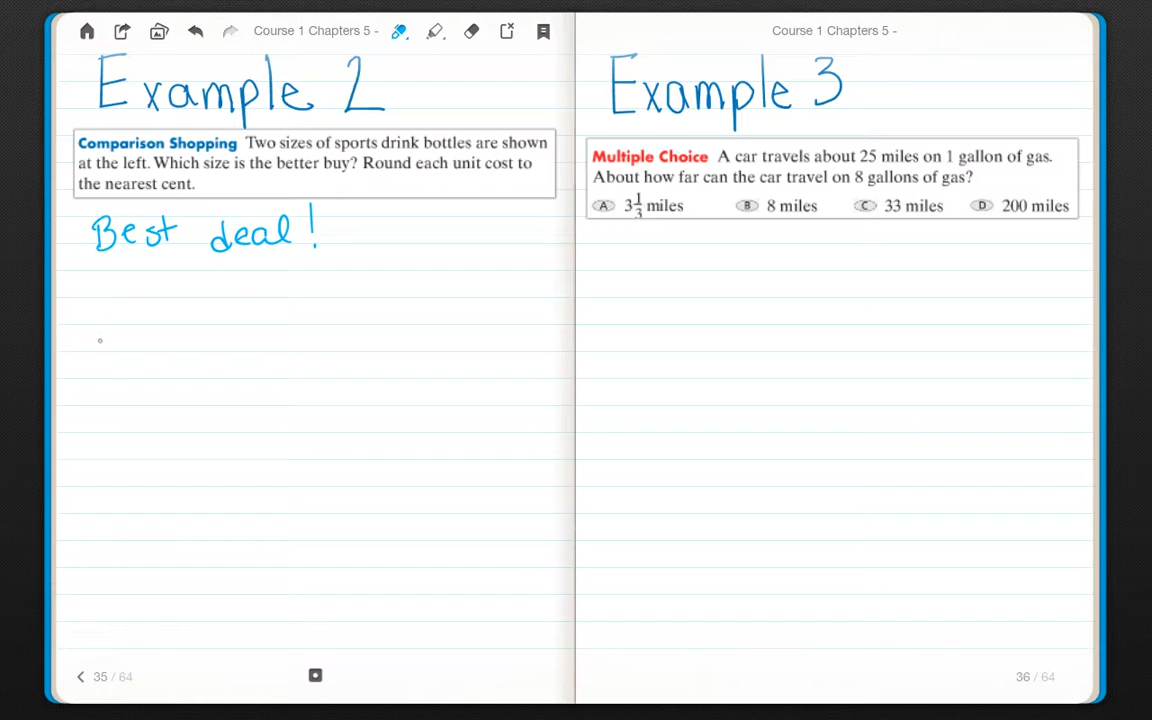 Course 1 Chapters 5 -
Example 2
Comparison Shopping Two sizes of sports drink bottles are shown
at the left. Which size is the better buy? Round each unit cost to
the nearest cent.
Best deal!
35 / 64
Course 1 Chapters 5 -
Example 3
Multiple Choice A car travels about 25 miles on 1 gallon of gas.
About how far can the car travel on 8 gallons of gas?
A 3 1/3 miles B 8 miles C 33 miles D 200 miles
36 / 64